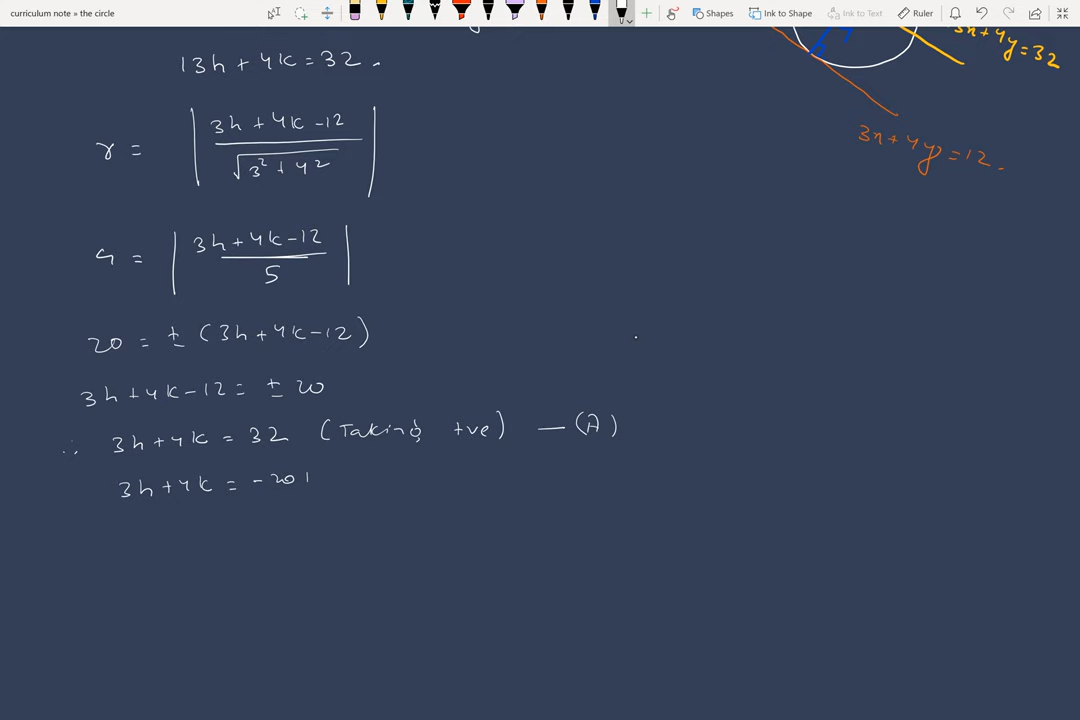 curriculum note » the circle
Shapes
Ink to Shape
Ink to Text
Ruler
3x+4y=32
3x+4y=12.
13h+4k=32.
r = | 3h+4k-12 / √3²+4² |
4 = | 3h+4k-12 / 5 |
20 = ± (3h+4k-12)
3h+4k-12 = ± 20
∴ 3h+4k = 32 (Taking +ve) — (A)
3h+4k = -20